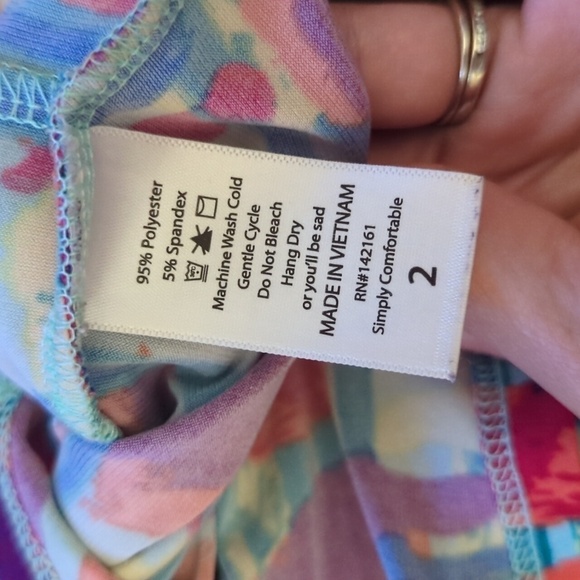 95% Polyester
5% Spandex
Machine Wash Cold
Gentle Cycle
Do Not Bleach
Hang Dry
or you'll be sad
MADE IN VIETNAM
RN#142161
Simply Comfortable
2